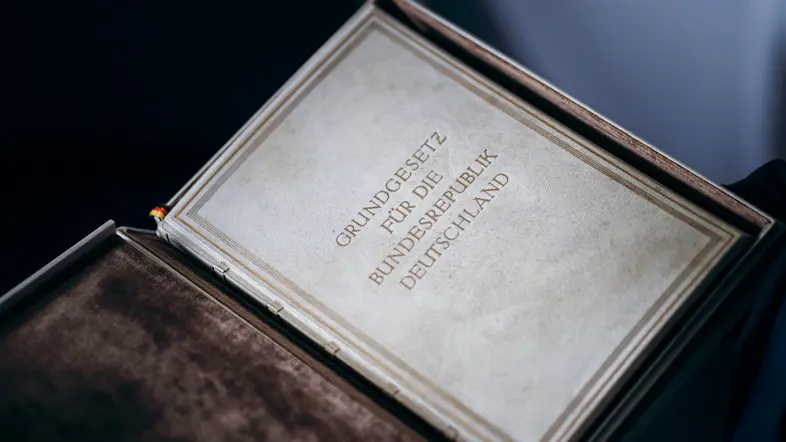 GRUNDGESETZ
FÜR DIE
BUNDESREPUBLIK
DEUTSCHLAND